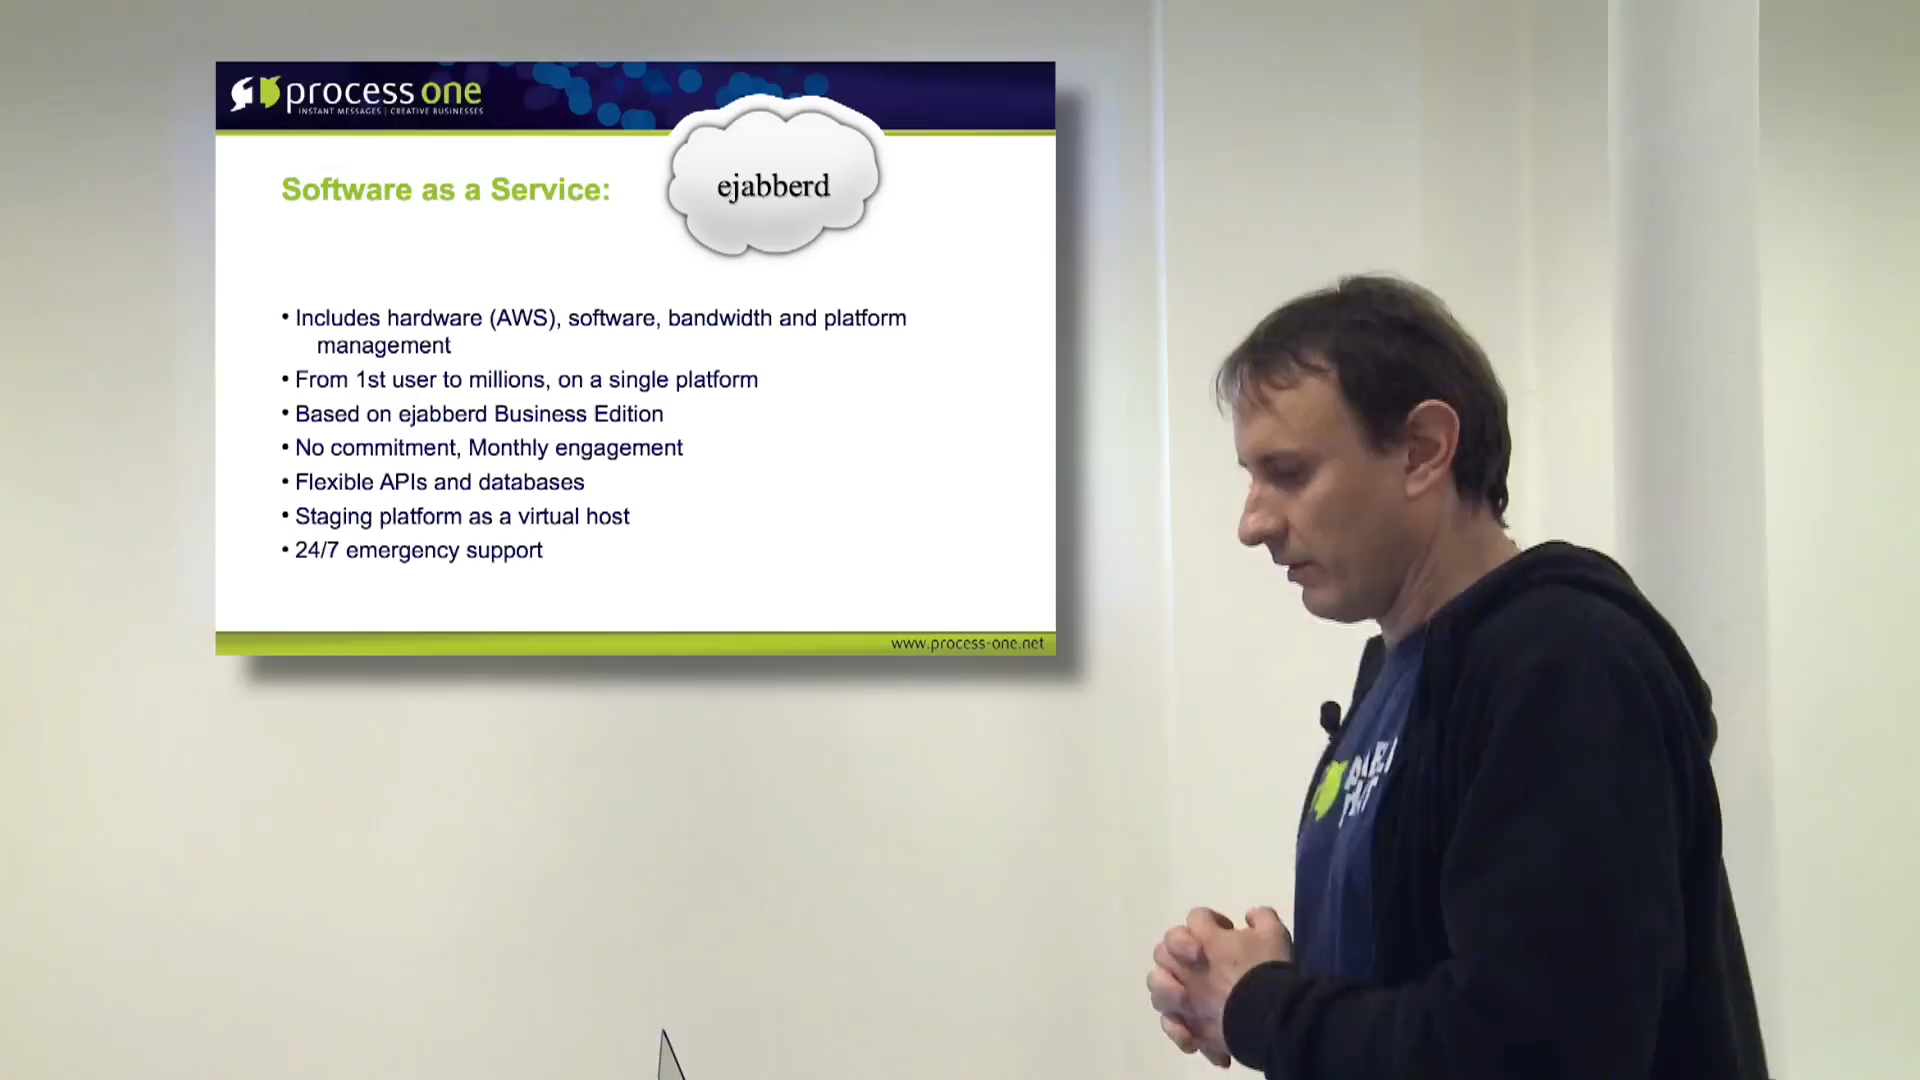 process one
INSTANT MESSAGES | CREATIVE BUSINESSES
ejabberd
Software as a Service:
• Includes hardware (AWS), software, bandwidth and platform
management
• From 1st user to millions, on a single platform
• Based on ejabberd Business Edition
• No commitment, Monthly engagement
• Flexible APIs and databases
• Staging platform as a virtual host
• 24/7 emergency support
www.process-one.net